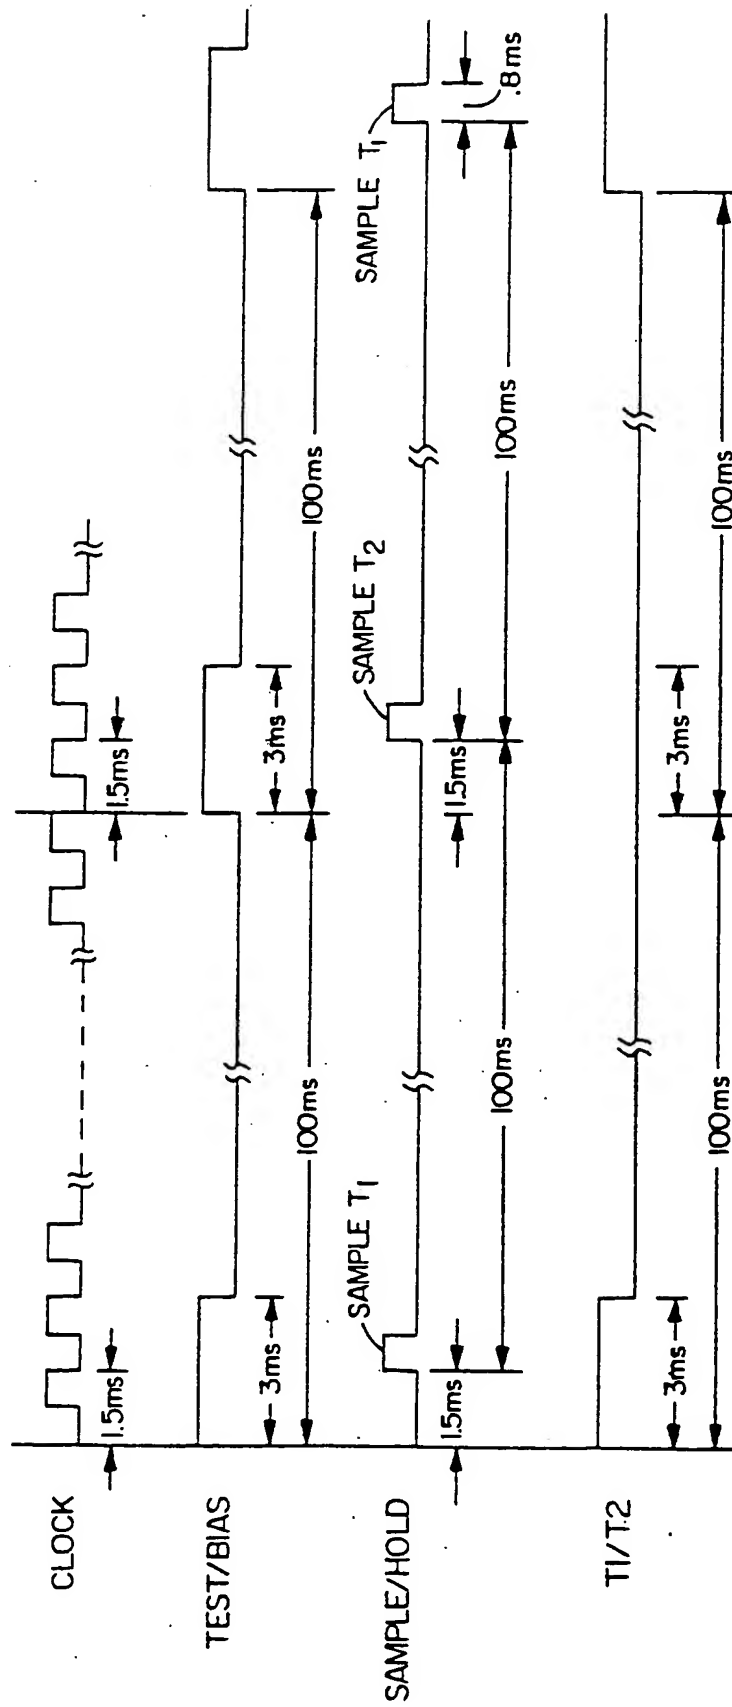 CLOCK
1.5ms
1.5ms
TEST/BIAS
3ms
3ms
100ms
100ms
SAMPLE/HOLD
SAMPLE T1
SAMPLE T2
SAMPLE T1
1.5ms
1.5ms
.8ms
100ms
100ms
T1/T2
3ms
3ms
100ms
100ms